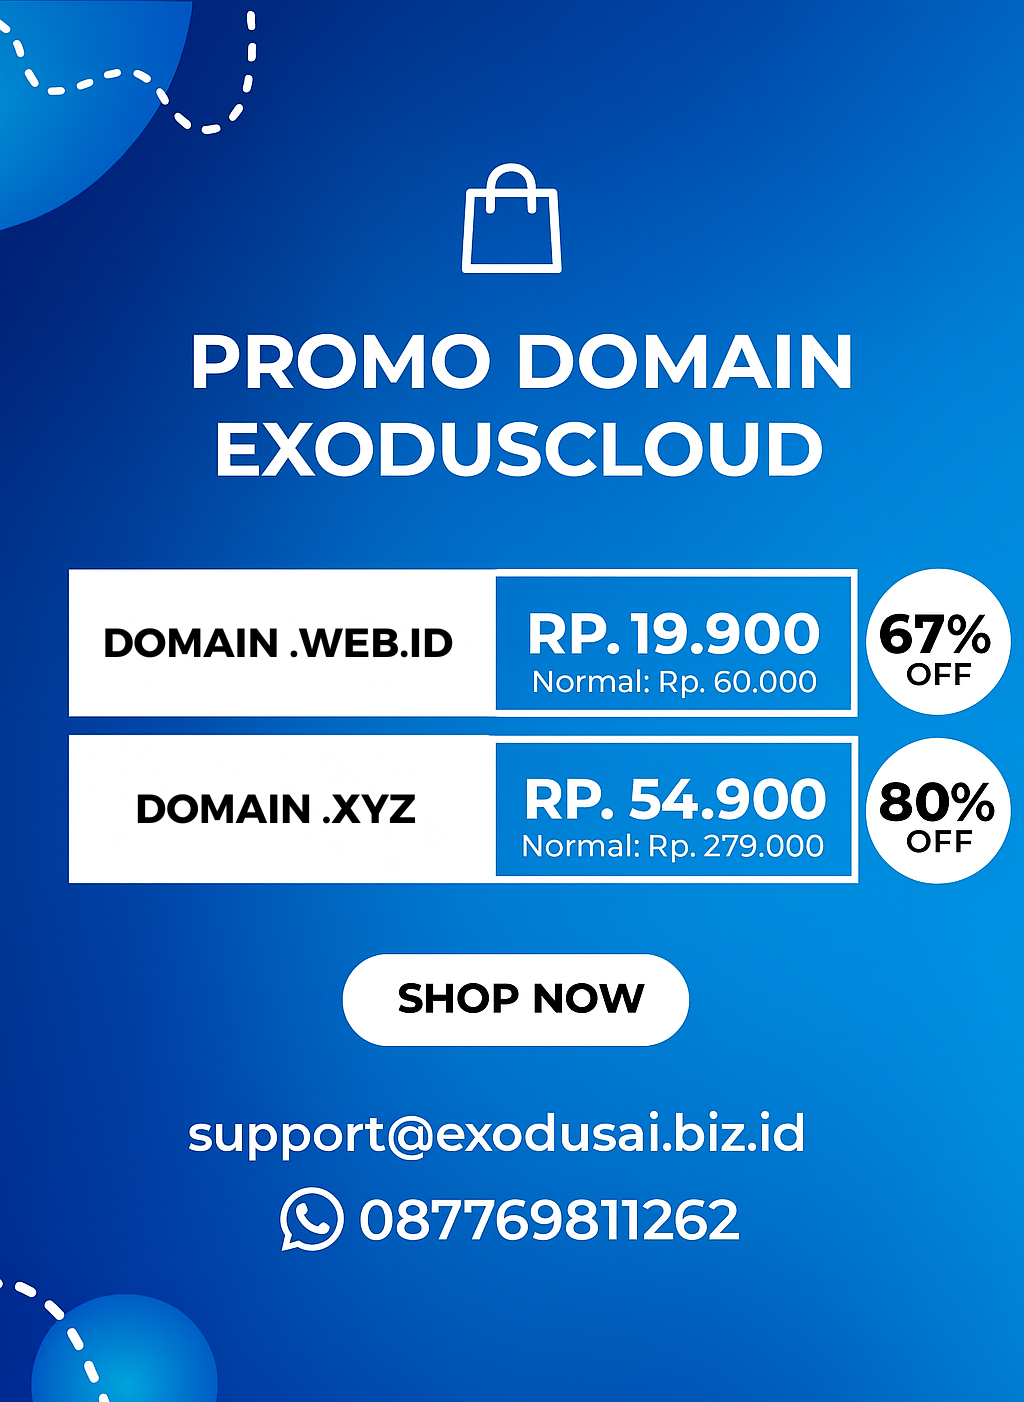 PROMO DOMAIN
EXODUSCLOUD
DOMAIN .WEB.ID
RP. 19.900
Normal: Rp. 60.000
67%
OFF
DOMAIN .XYZ
RP. 54.900
Normal: Rp. 279.000
80%
OFF
SHOP NOW
support@exodusai.biz.id
087769811262